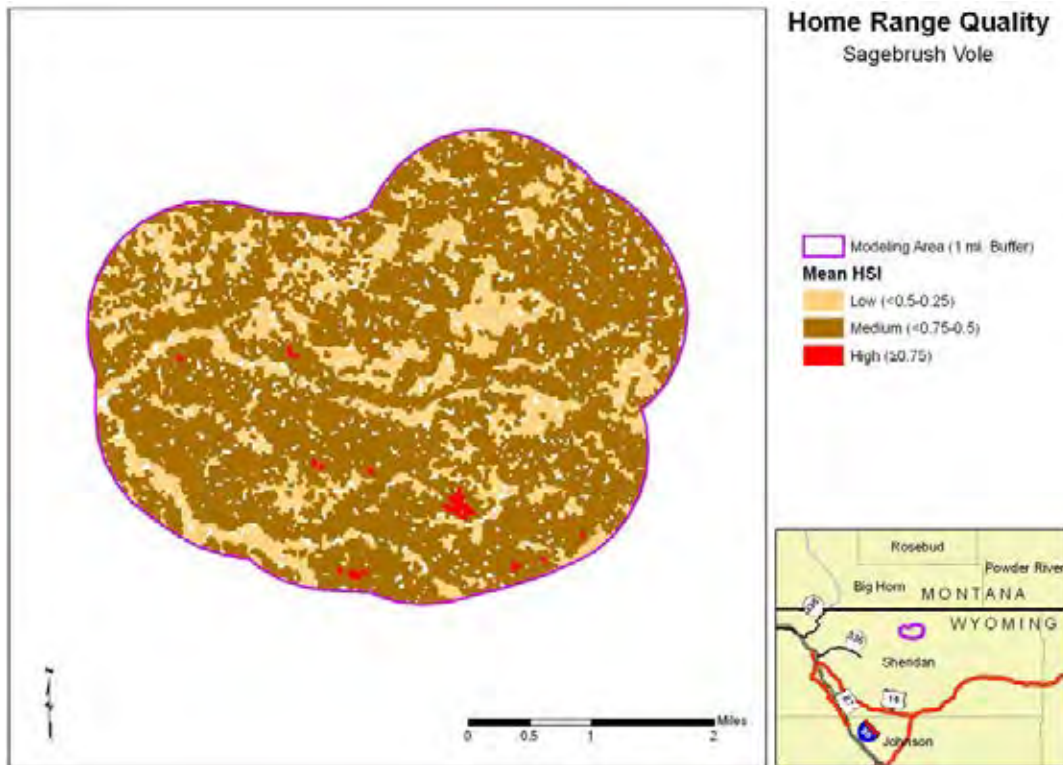 Home Range Quality
Sagebrush Vole
Modeling Area (1 mi. Buffer)
Mean HSI
Low (<0.5-0.25)
Medium (<0.75-0.5)
High (≥0.75)
0
0.5
1
2
Miles
Rosebud
Powder River
Big Horn
MONTANA
WYOMING
Sheridan
87
14
Johnson